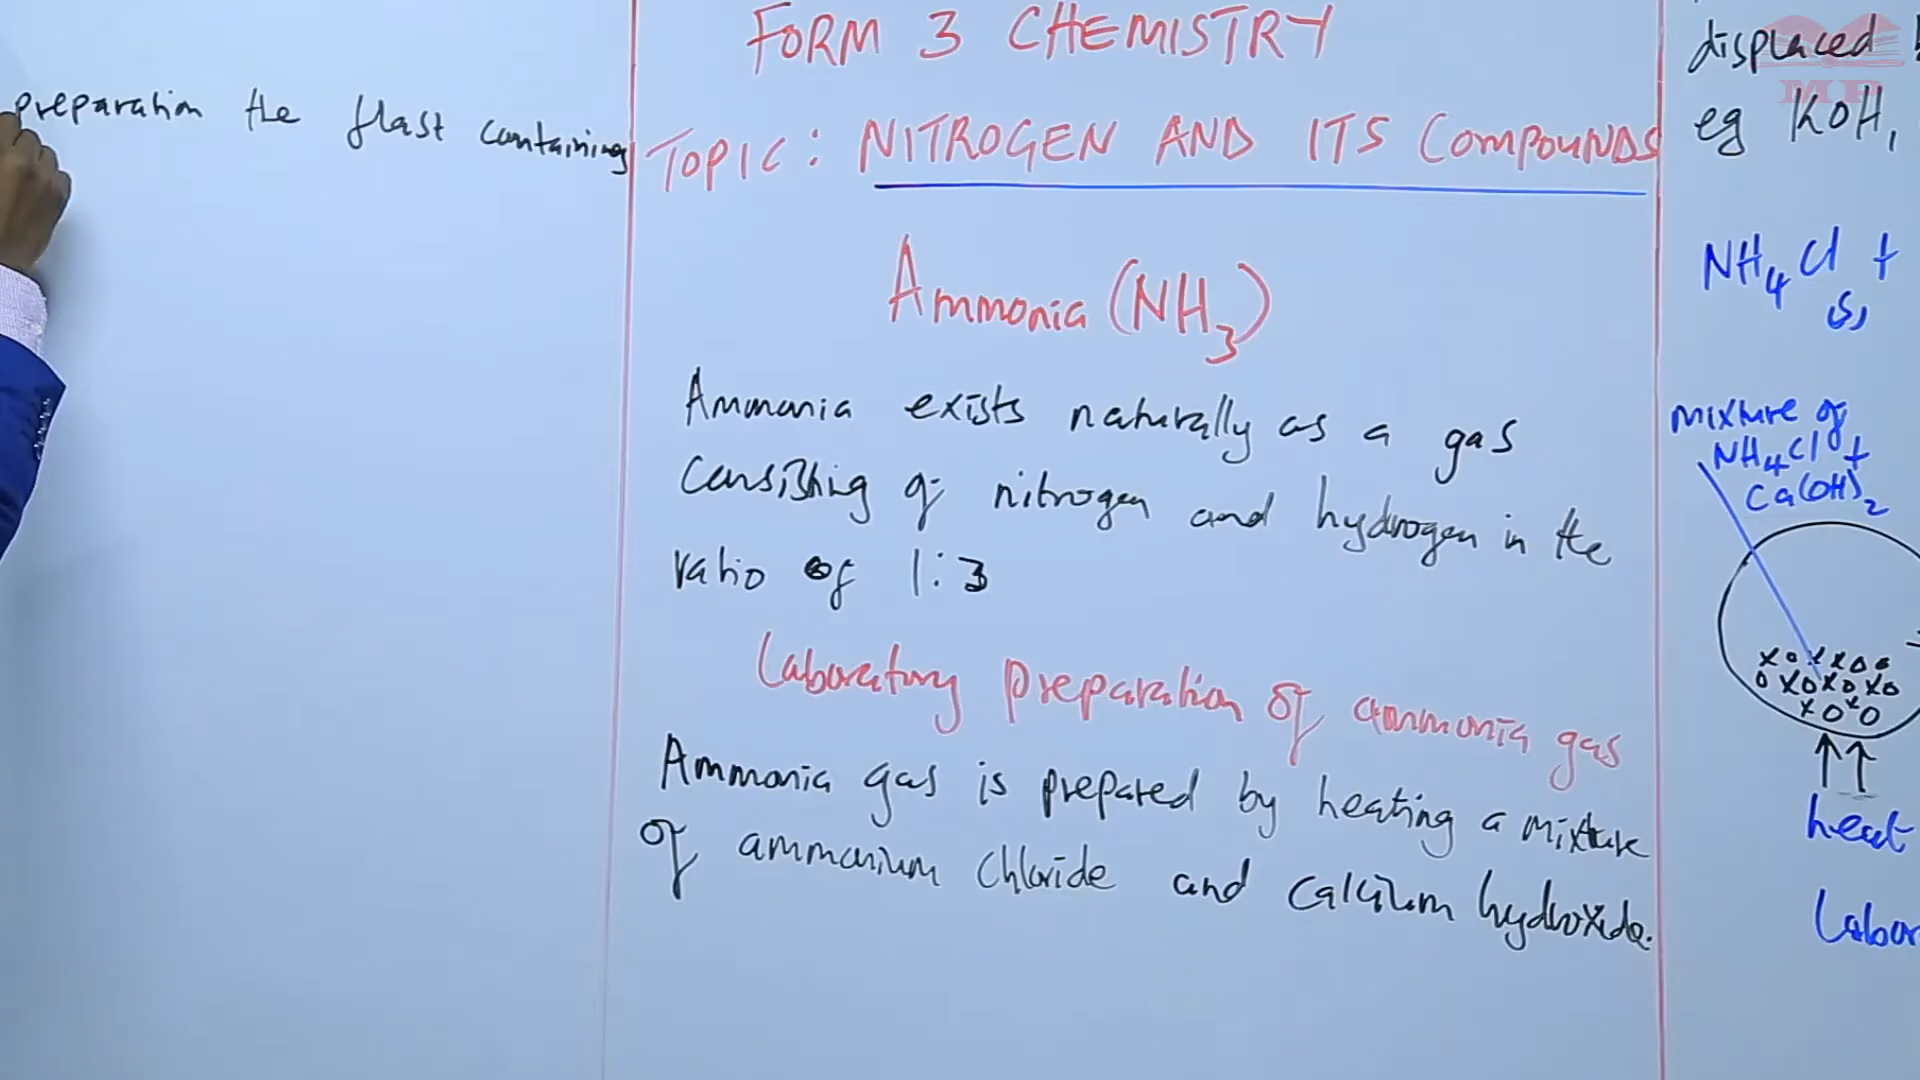 preparation the flast containing
FORM 3 CHEMISTRY
TOPIC: NITROGEN AND ITS COMPOUNDS
Ammonia (NH3)
Ammonia exists naturally as a gas
consisting of nitrogen and hydrogen in the
ratio of 1:3
Laboratory preparation of ammonia gas
Ammonia gas is prepared by heating a mixture
of ammonium chloride and calcium hydroxide.
displaced
eg KOH,
NH4Cl +
(s)
mixture of
NH4Cl +
Ca(OH)2
heat
Labor
MP